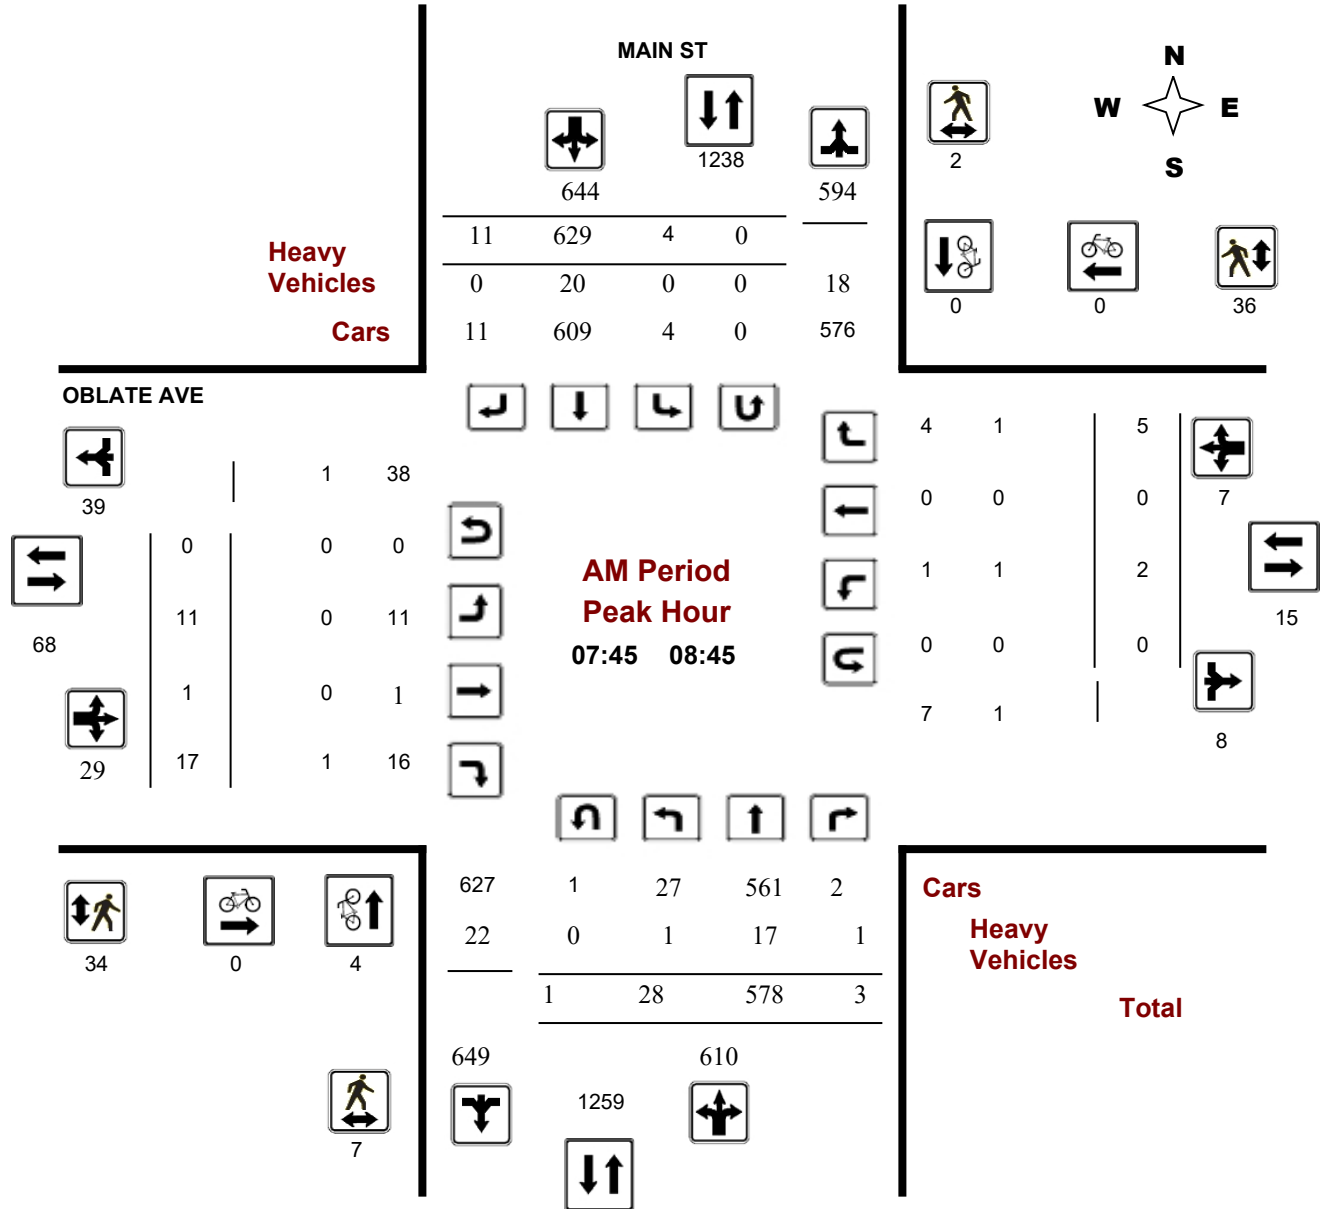 MAIN ST
N
W E
S
1238
2
644 594
11 629 4 0
Heavy
Vehicles
0 20 0 0 18
0 0 36
Cars
11 609 4 0 576
OBLATE AVE
4 1 5
1 38
39
0 0 0 7
0 0 0
AM Period
1 1 2
Peak Hour
11 0 11 15
68
07:45 08:45
0 0 0
1 0 1
7 1
8
29 17 1 16
627 1 27 561 2
Cars
22 0 1 17 1
Heavy
Vehicles
34 0 4
1 28 578 3
Total
649 610
1259
7